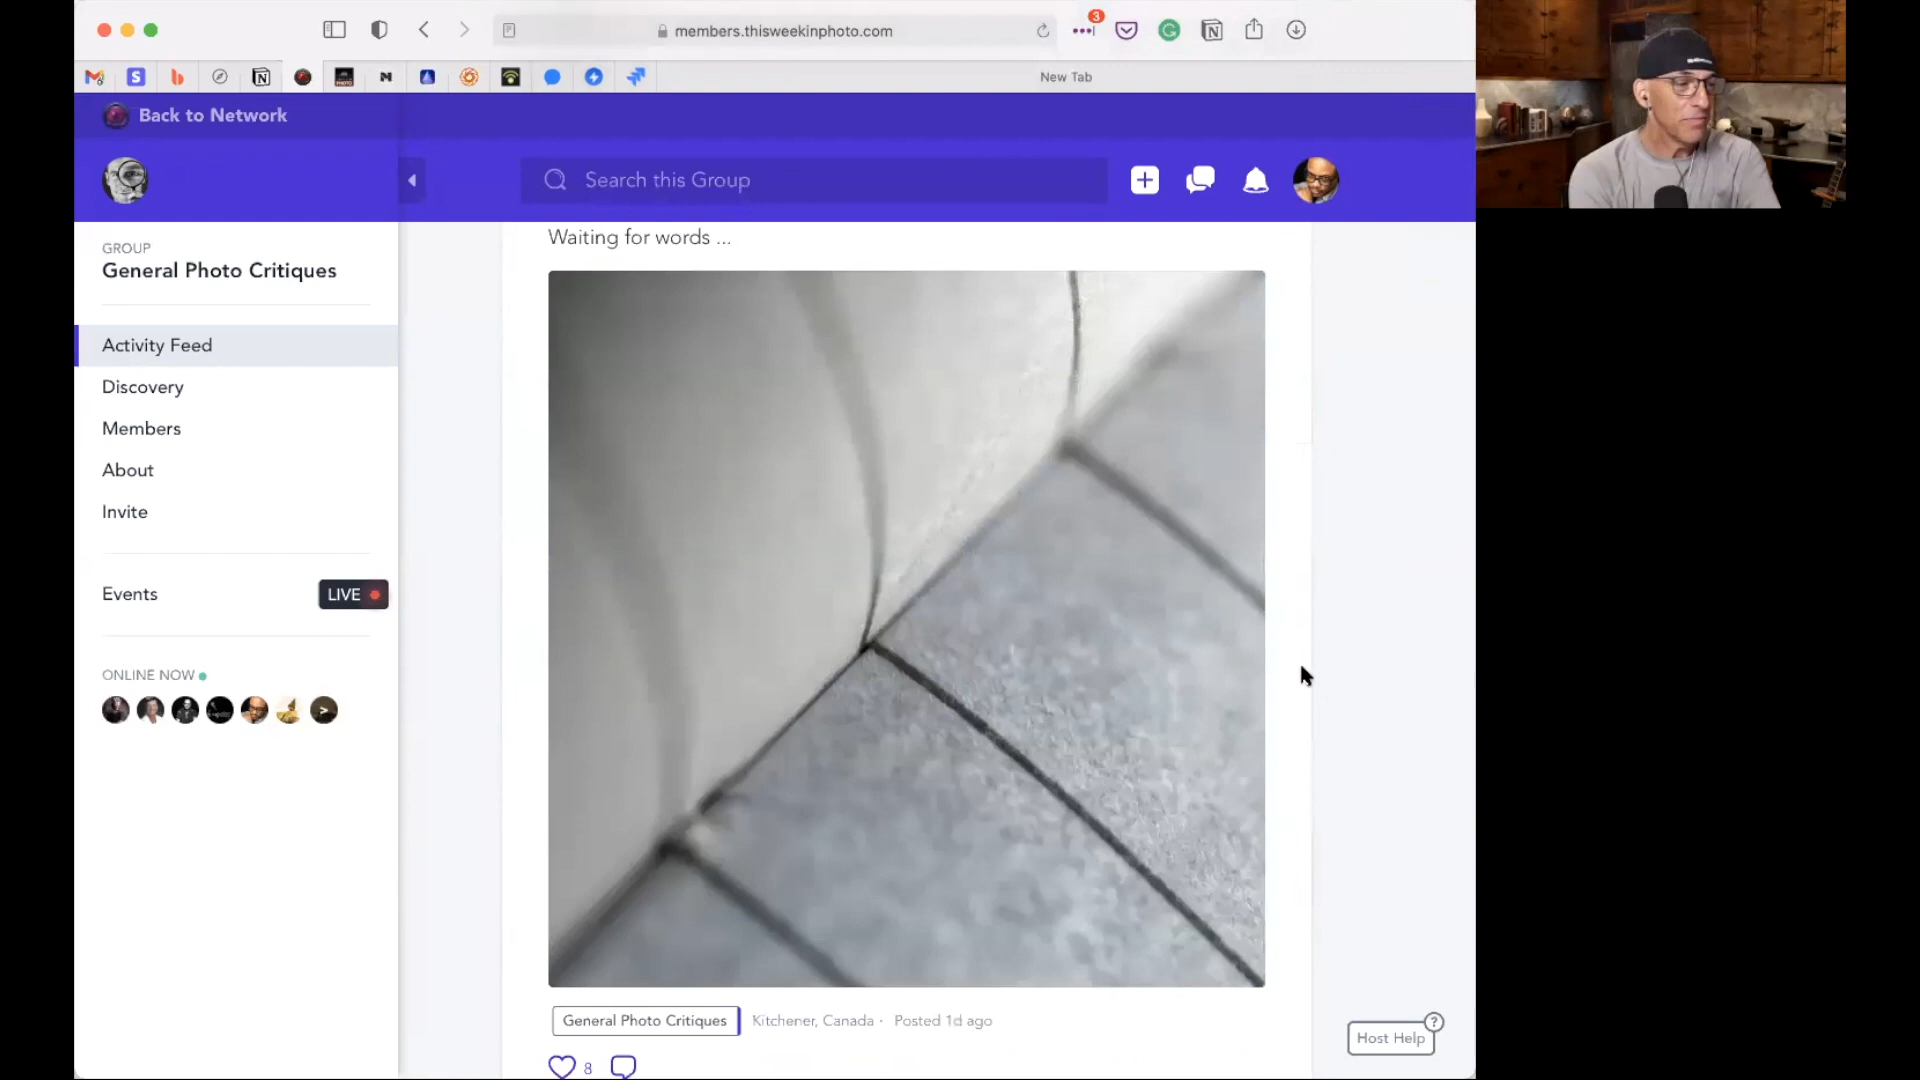 members.thisweekinphoto.com
3
New Tab
Back to Network
Search this Group
GROUP
General Photo Critiques
Activity Feed
Discovery
Members
About
Invite
Events
LIVE
ONLINE NOW
Waiting for words ...
General Photo Critiques
Kitchener, Canada · Posted 1d ago
8
Host Help
?